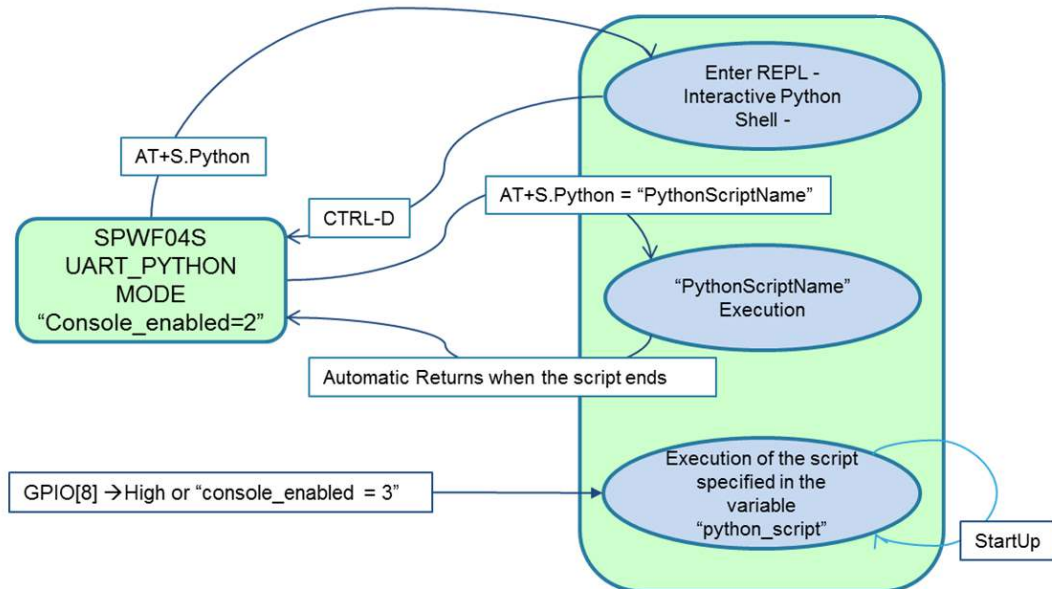 Enter REPL -
Interactive Python
Shell -
AT+S.Python
AT+S.Python = “PythonScriptName”
CTRL-D
SPWF04S
UART_PYTHON
MODE
“Console_enabled=2”
“PythonScriptName”
Execution
Automatic Returns when the script ends
Execution of the script
specified in the
variable
“python_script”
GPIO[8] →High or “console_enabled = 3”
StartUp